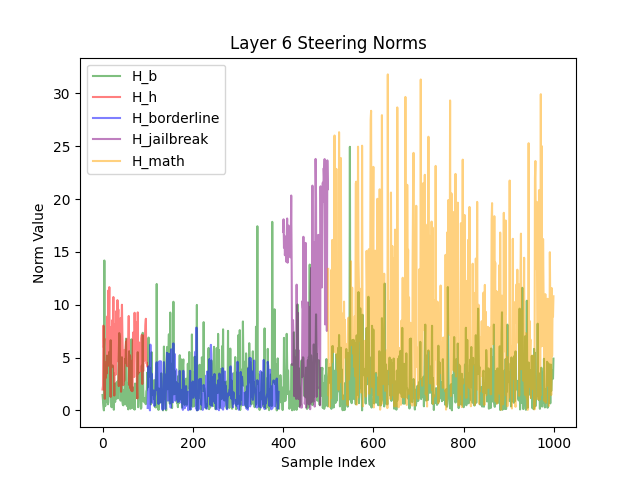 Layer 6 Steering Norms
H_b
H_h
H_borderline
H_jailbreak
H_math
Norm Value
30
25
20
15
10
5
0
0
200
400
600
800
1000
Sample Index